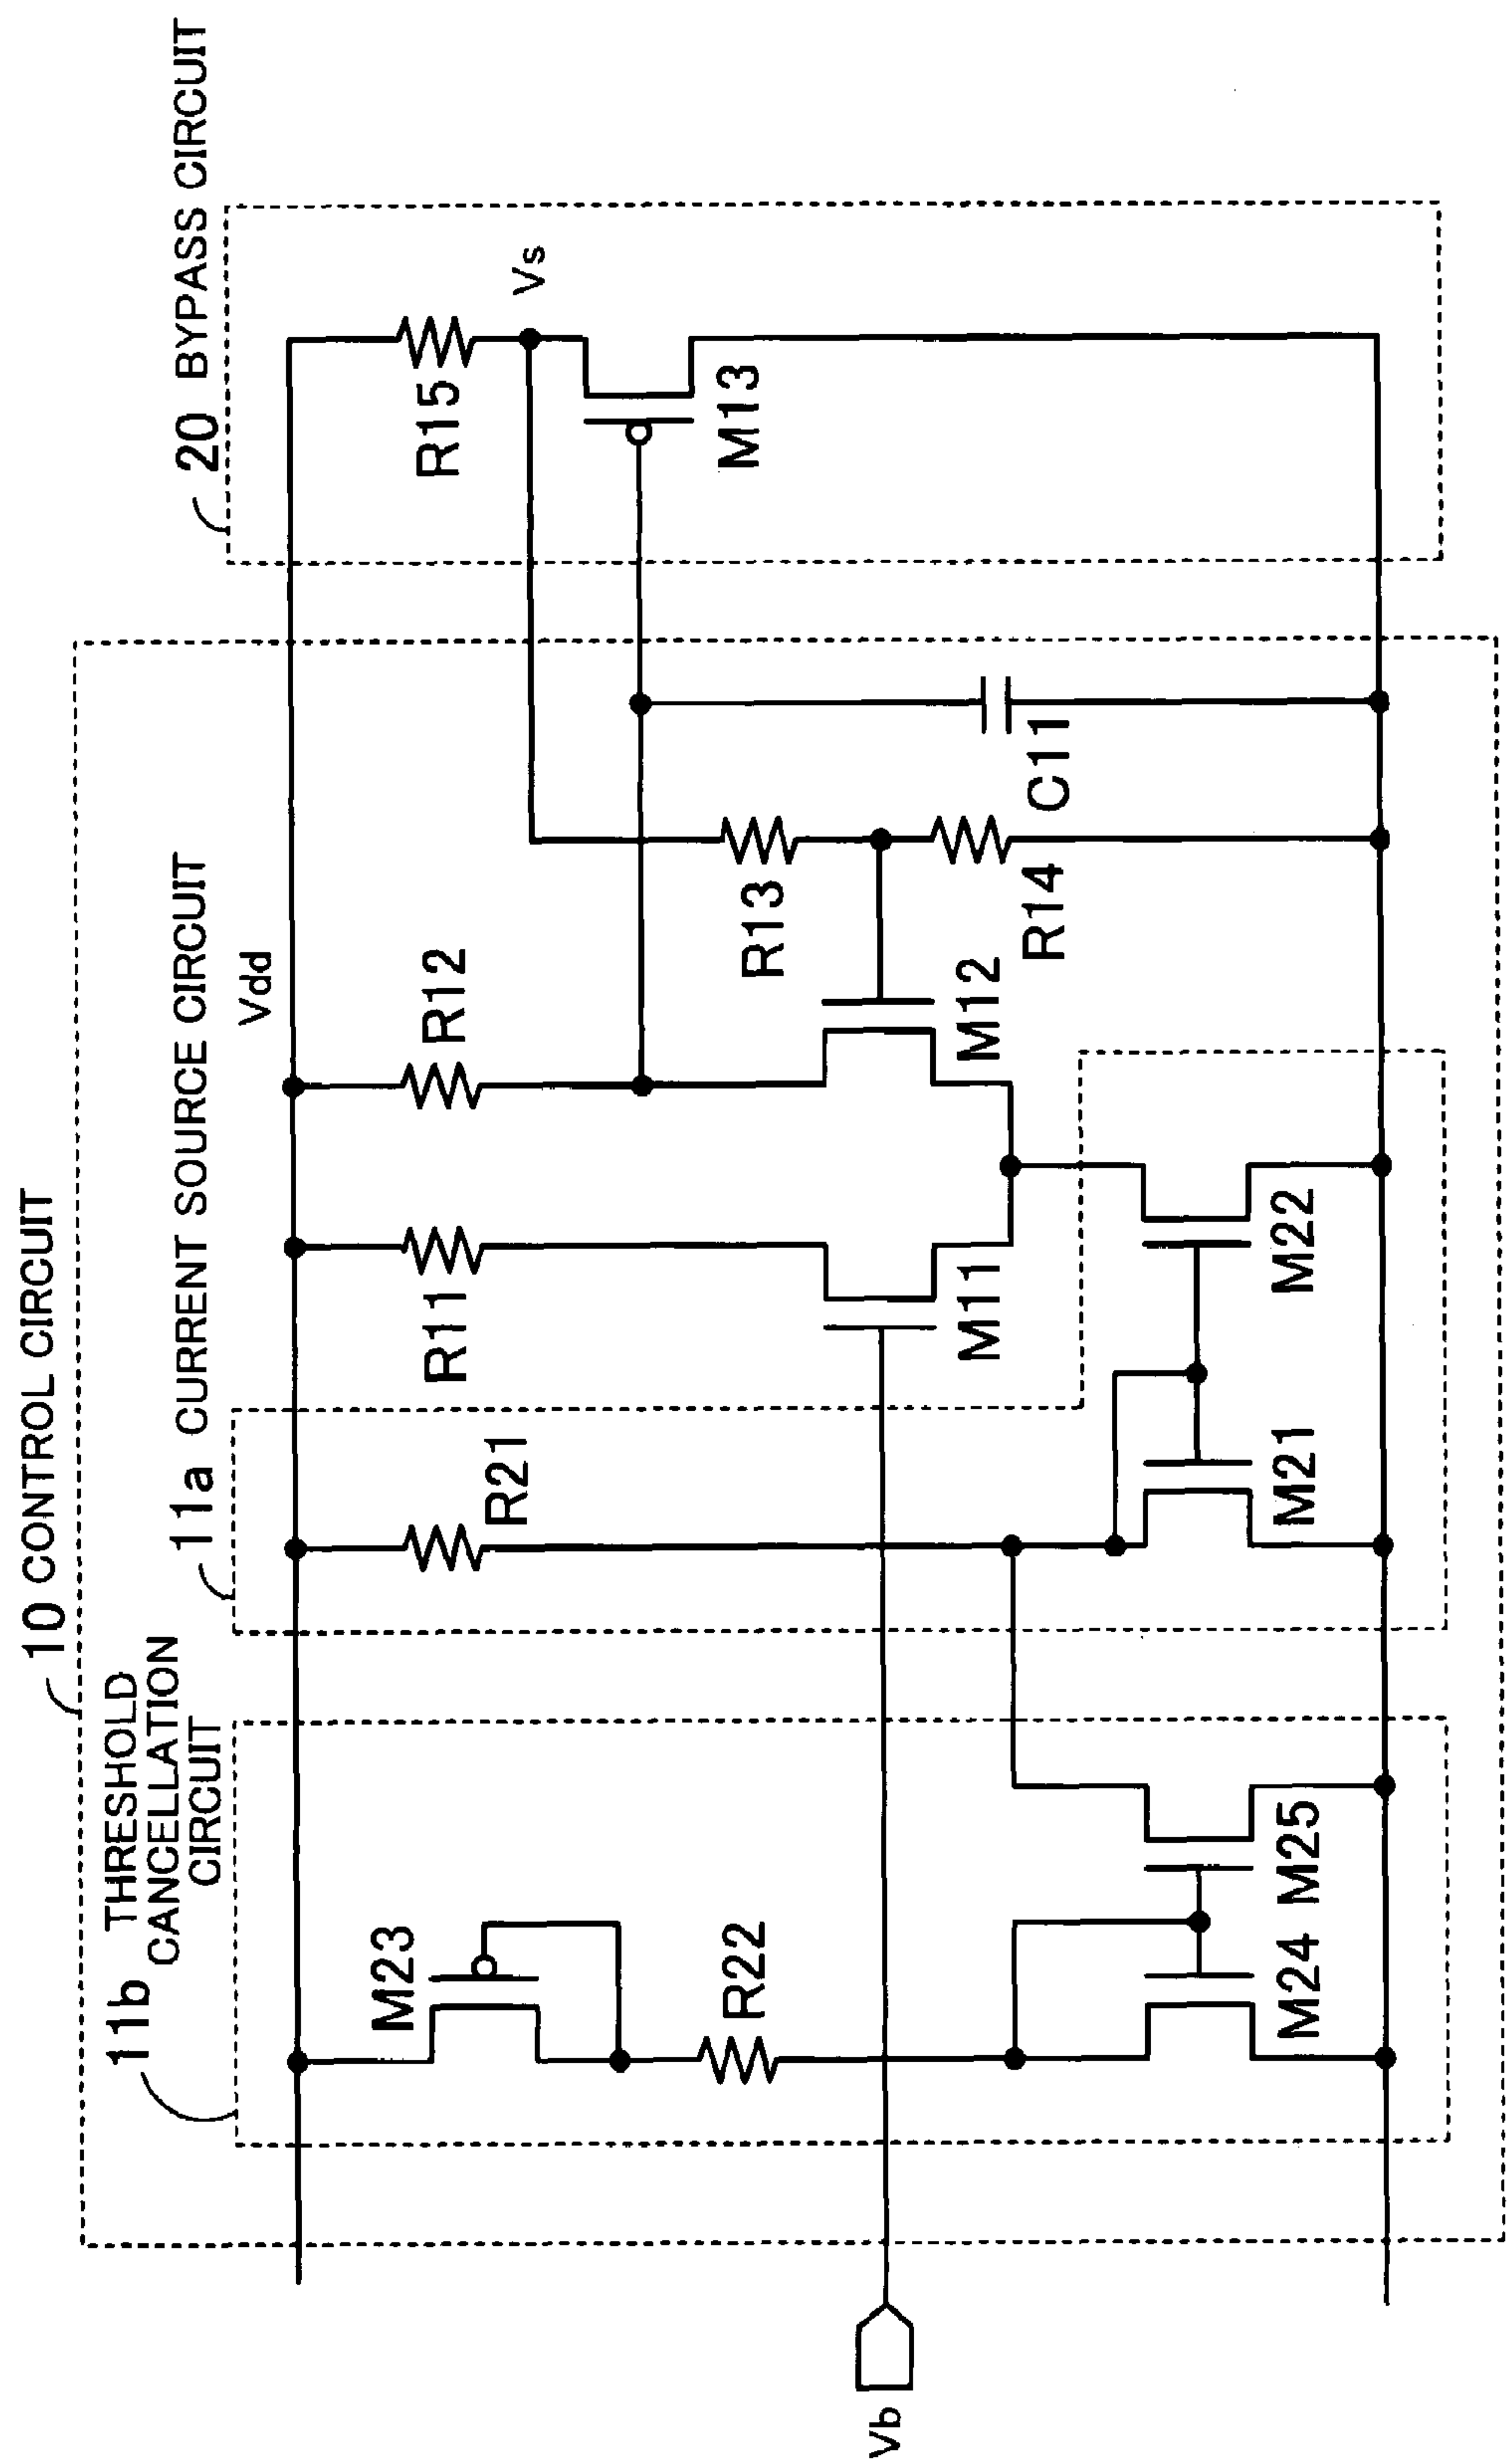 10 CONTROL CIRCUIT
11b THRESHOLD
CANCELLATION
CIRCUIT
11a CURRENT SOURCE CIRCUIT
20 BYPASS CIRCUIT
Vdd
M23
R22
M24
M25
R21
M21
M22
R11
R12
M11
M12
R13
R14
C11
R15
Vs
M13
Vb